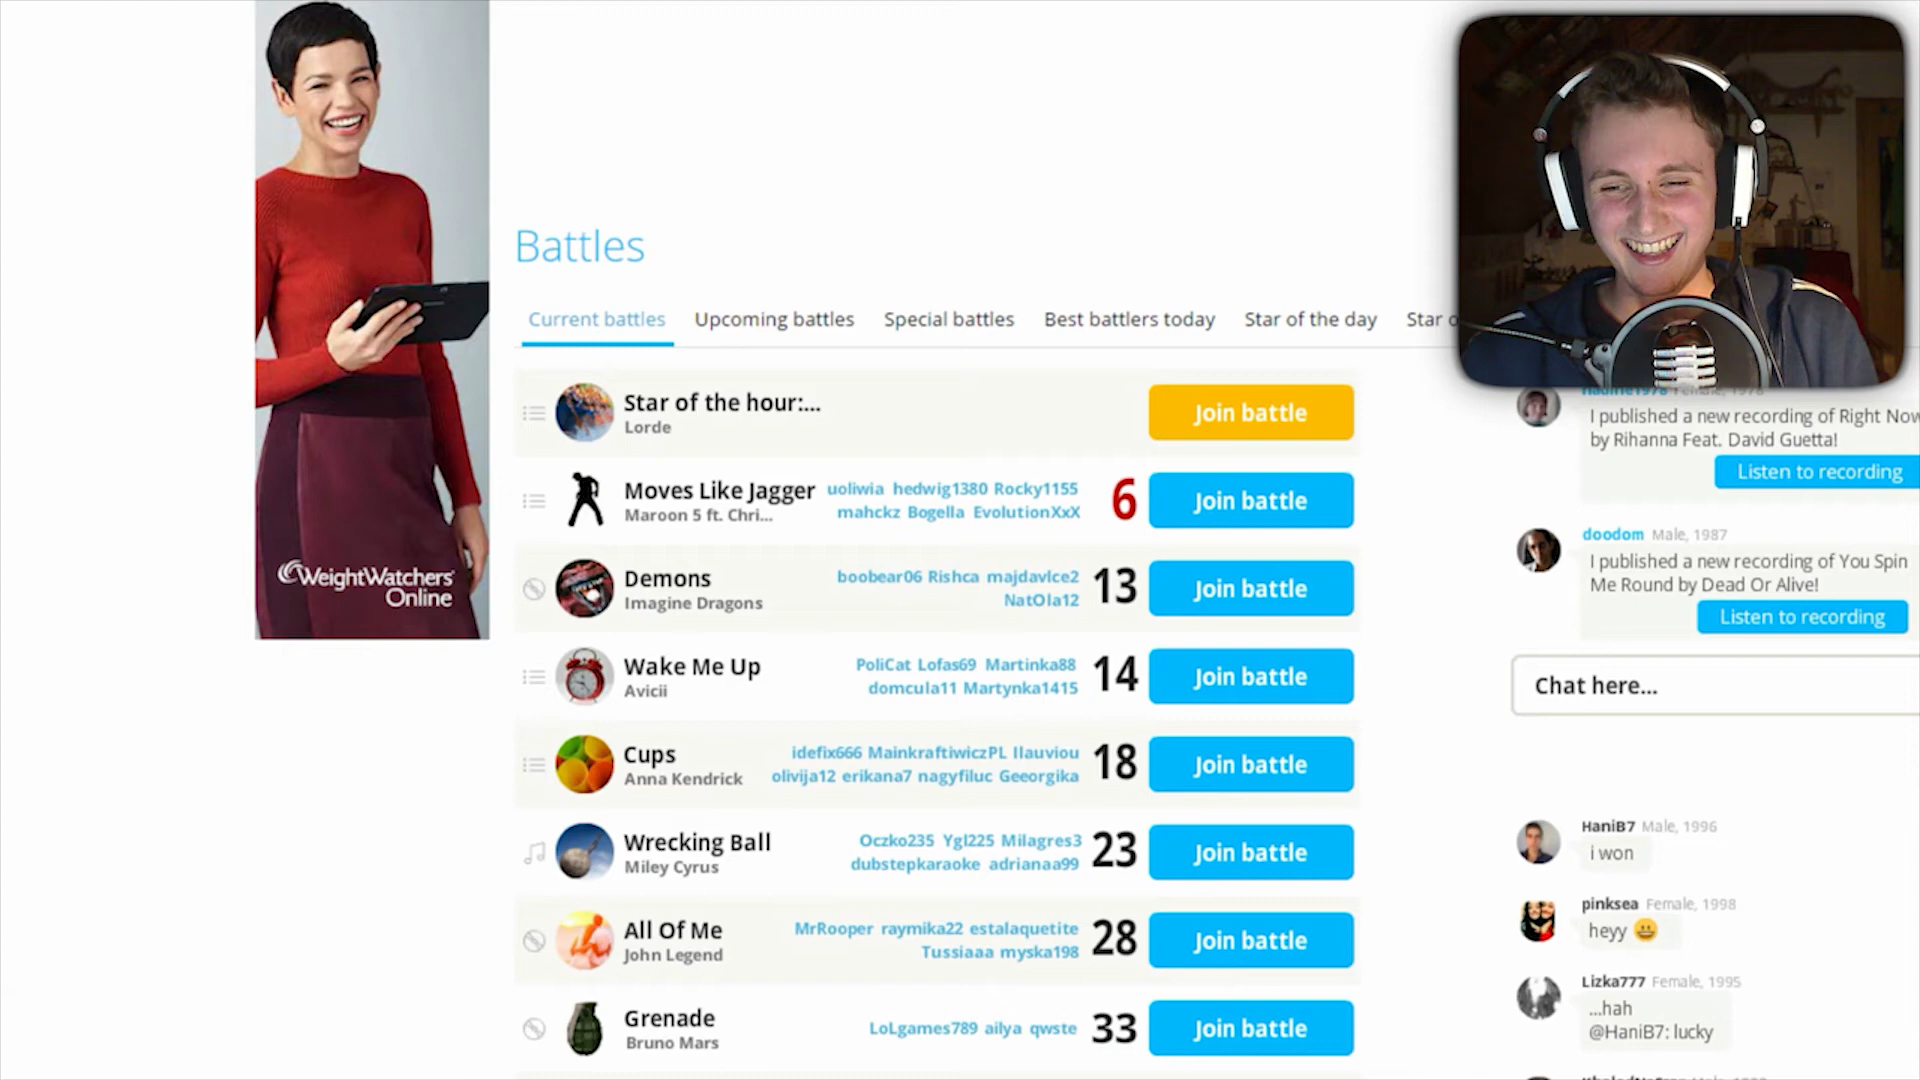 WeightWatchers
Online
Battles
Current battles
Upcoming battles
Special battles
Best battlers today
Star of the day
Star o
Star of the hour:...
Lorde
Join battle
Moves Like Jagger
Maroon 5 ft. Chri...
uoliwia hedwig1380 Rocky1155
mahckz Bogella EvolutionXxX
6
Join battle
Demons
Imagine Dragons
boobear06 Rishca majdavlce2
NatOla12
13
Join battle
Wake Me Up
Avicii
PoliCat Lofas69 Martinka88
domcula11 Martynka1415
14
Join battle
Cups
Anna Kendrick
idefix666 MainkraftiwiczPL Ilauviou
olivija12 erikana7 nagyfiluc Geeorgika
18
Join battle
Wrecking Ball
Miley Cyrus
Oczko235 Ygl225 Milagres3
dubstepkaraoke adrianaa99
23
Join battle
All Of Me
John Legend
MrRooper raymika22 estalaquetite
Tussiaaa myska198
28
Join battle
Grenade
Bruno Mars
LoLgames789 ailya qwste
33
Join battle
I published a new recording of Right Now
by Rihanna Feat. David Guetta!
Listen to recording
doodom Male, 1987
I published a new recording of You Spin
Me Round by Dead Or Alive!
Listen to recording
Chat here...
HaniB7 Male, 1996
i won
pinksea Female, 1998
heyy 😀
Lizka777 Female, 1995
...hah
@HaniB7: lucky